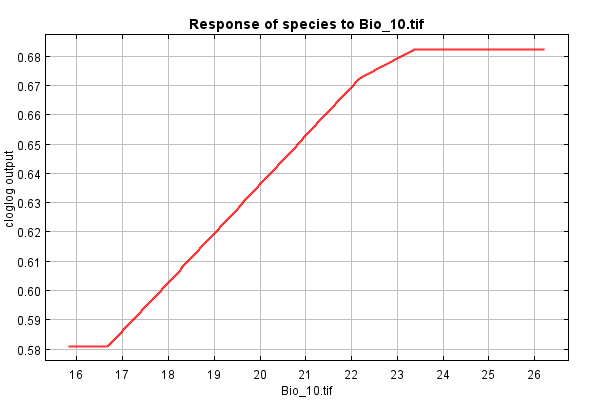 Response of species to Bio_10.tif
cloglog output
0.68
0.67
0.66
0.65
0.64
0.63
0.62
0.61
0.60
0.59
0.58
16 17 18 19 20 21 22 23 24 25 26
Bio_10.tif